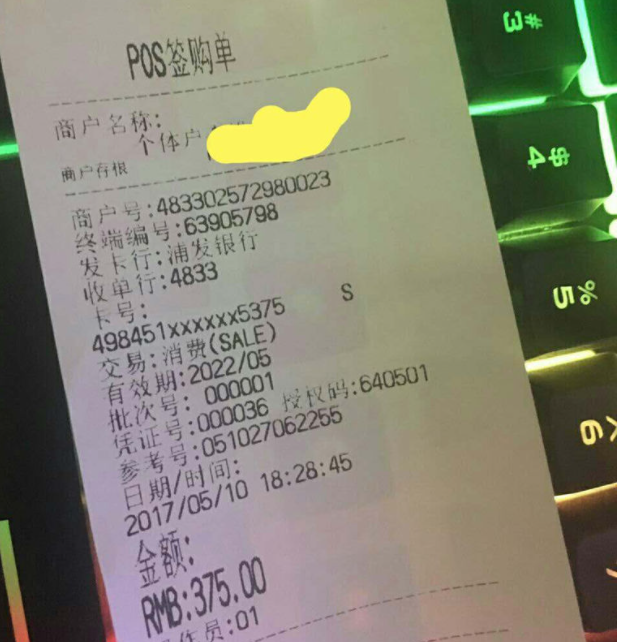 POS签购单
商户名称:
个体户
商户存根
商户号:483302572980023
终端编号:63905798
发卡行:浦发银行
收单行:4833
卡号:
498451xxxxxx5375 S
交易:消费(SALE)
有效期:2022/05
批次号: 000001
凭证号:000036 授权码:640501
参考号:051027062255
日期/时间:
2017/05/10 18:28:45
金额:
RMB:375.00
作员:01
#
3
$
4
%
5
6